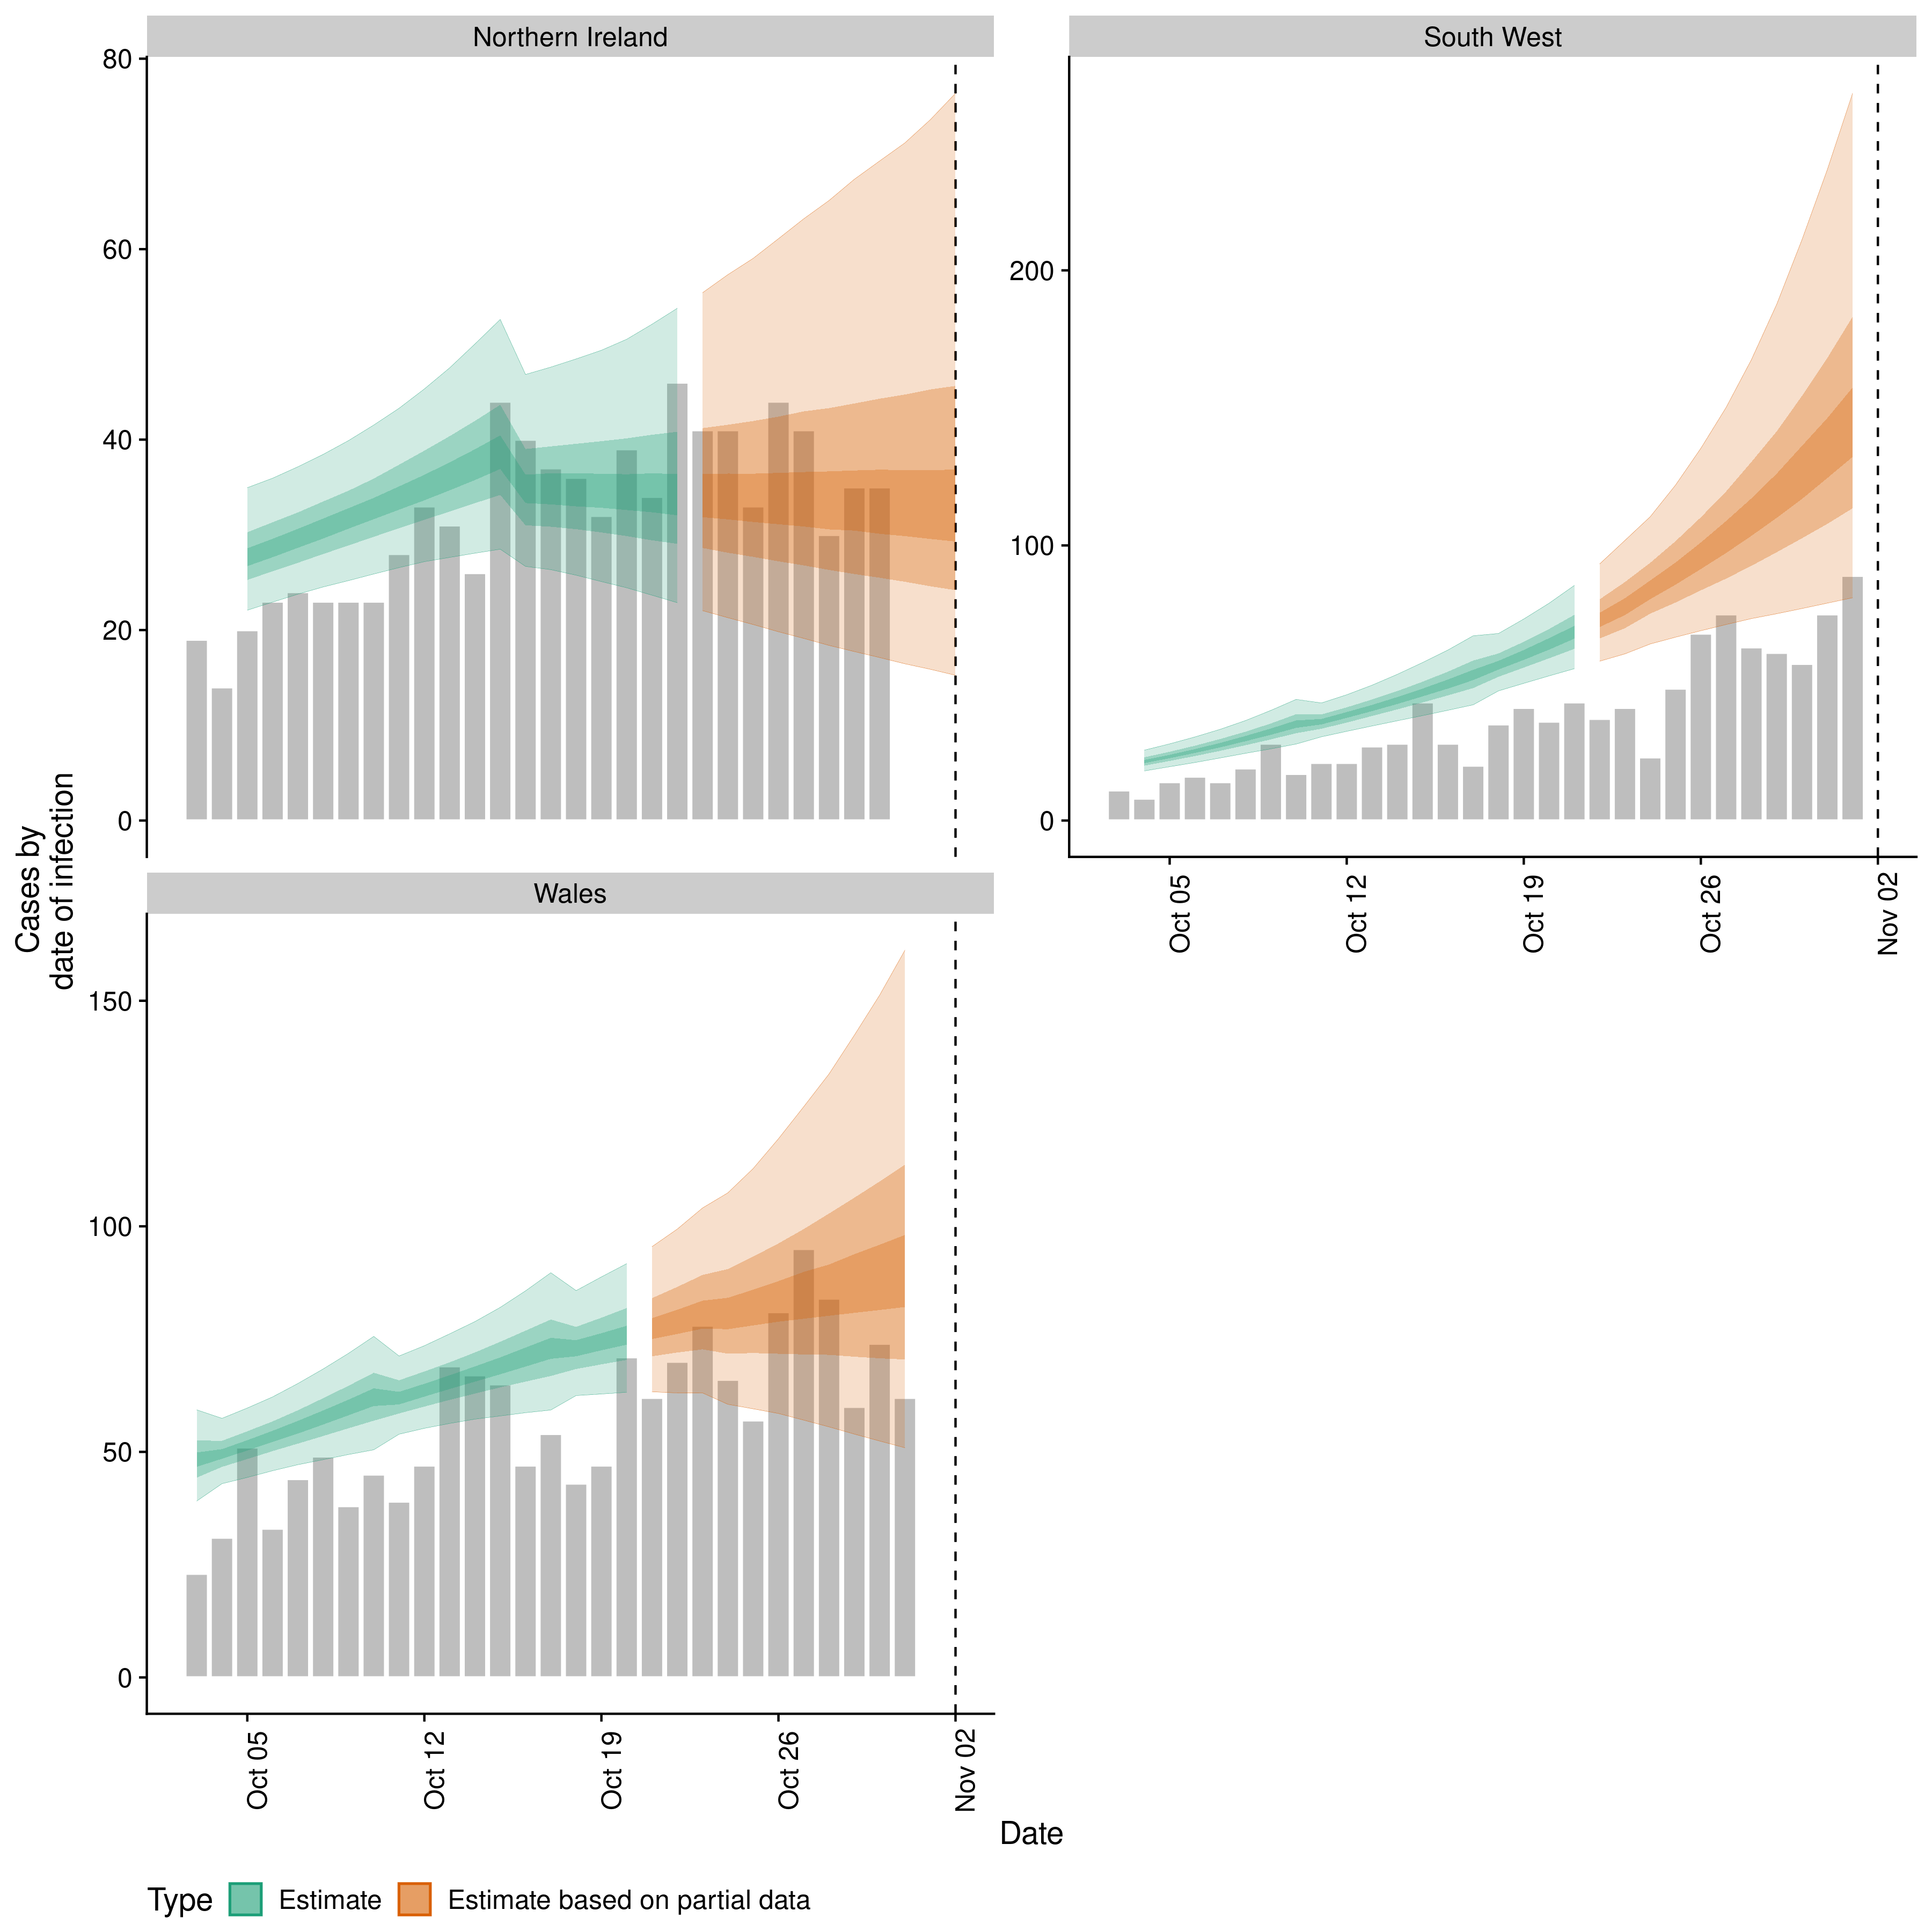 Northern Ireland
South West
80
60
40
20
0
200
100
0
Oct 05
Oct 12
Oct 19
Oct 26
Nov 02
Cases by
date of infection
Wales
150
100
50
0
Oct 05
Oct 12
Oct 19
Oct 26
Nov 02
Date
Type
Estimate
Estimate based on partial data